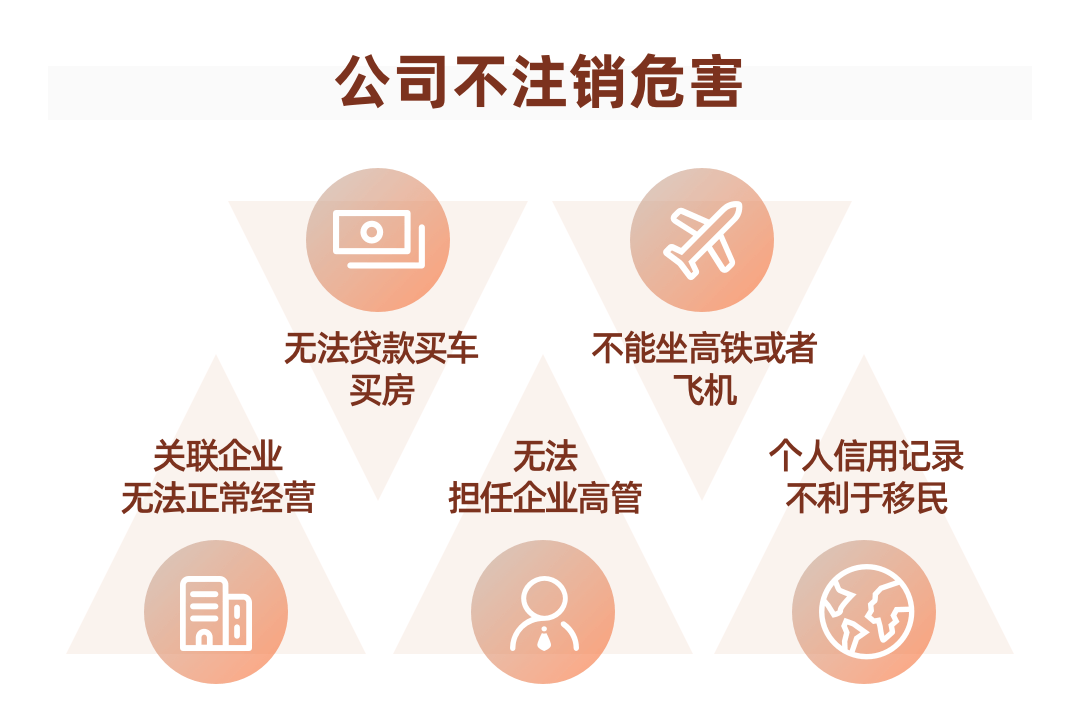 公司不注销危害
无法贷款买车
买房
不能坐高铁或者
飞机
关联企业
无法正常经营
无法
担任企业高管
个人信用记录
不利于移民